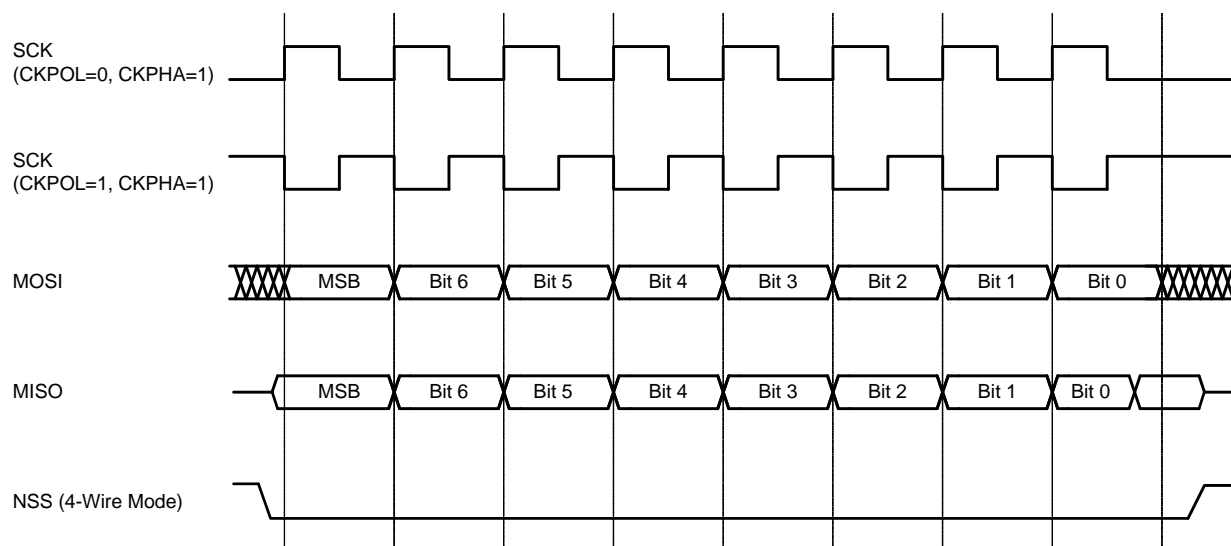 SCK
(CKPOL=0, CKPHA=1)
SCK
(CKPOL=1, CKPHA=1)
MOSI
MSB Bit 6 Bit 5 Bit 4 Bit 3 Bit 2 Bit 1 Bit 0
MISO
MSB Bit 6 Bit 5 Bit 4 Bit 3 Bit 2 Bit 1 Bit 0
NSS (4-Wire Mode)